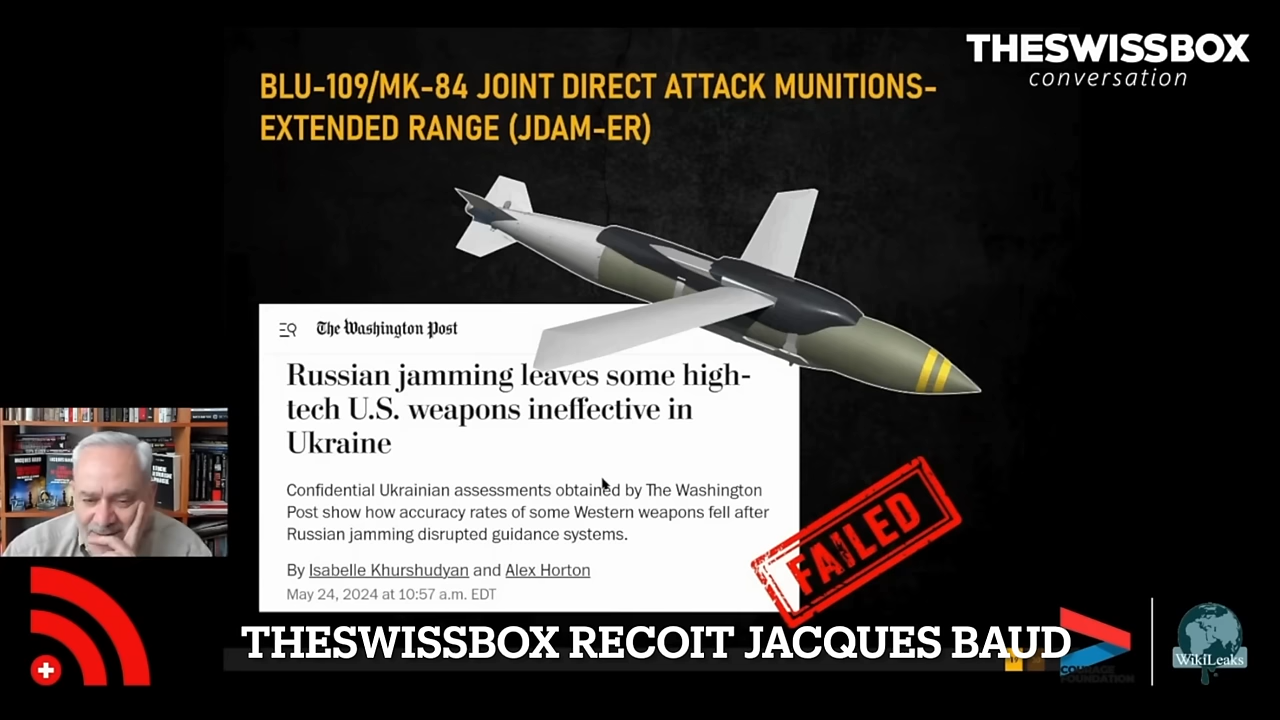 THESWISSBOX
conversation
BLU-109/MK-84 JOINT DIRECT ATTACK MUNITIONS-
EXTENDED RANGE (JDAM-ER)
The Washington Post
Russian jamming leaves some high-
tech U.S. weapons ineffective in
Ukraine
Confidential Ukrainian assessments obtained by The Washington
Post show how accuracy rates of some Western weapons fell after
Russian jamming disrupted guidance systems.
By Isabelle Khurshudyan and Alex Horton
May 24, 2024 at 10:57 a.m. EDT
FAILED
THESWISSBOX RECOIT JACQUES BAUD
COURAGE
FOUNDATION
WikiLeaks